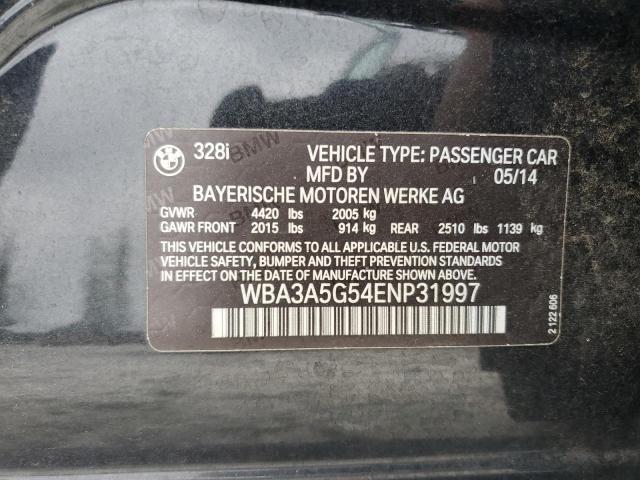 328i VEHICLE TYPE: PASSENGER CAR
MFD BY 05/14
BAYERISCHE MOTOREN WERKE AG
GVWR 4420 lbs 2005 kg
GAWR FRONT 2015 lbs 914 kg REAR 2510 lbs 1139 kg
THIS VEHICLE CONFORMS TO ALL APPLICABLE U.S. FEDERAL MOTOR
VEHICLE SAFETY, BUMPER AND THEFT PREVENTION STANDARDS
IN EFFECT ON THE DATE OF MANUFACTURE SHOWN ABOVE.
WBA3A5G54ENP31997
2 122 606
BMW